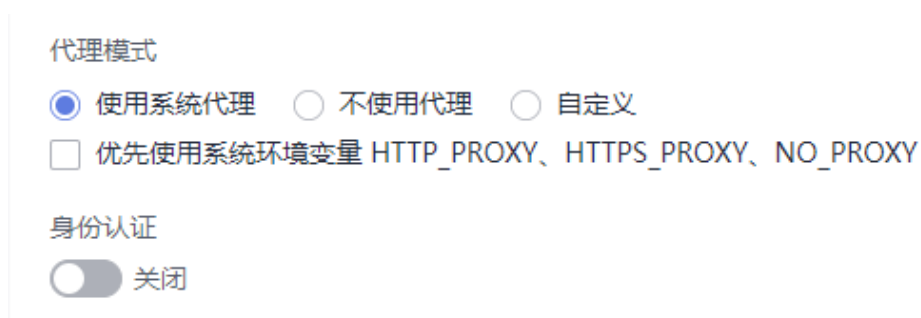 代理模式
使用系统代理 不使用代理 自定义
优先使用系统环境变量 HTTP_PROXY、HTTPS_PROXY、NO_PROXY
身份认证
关闭